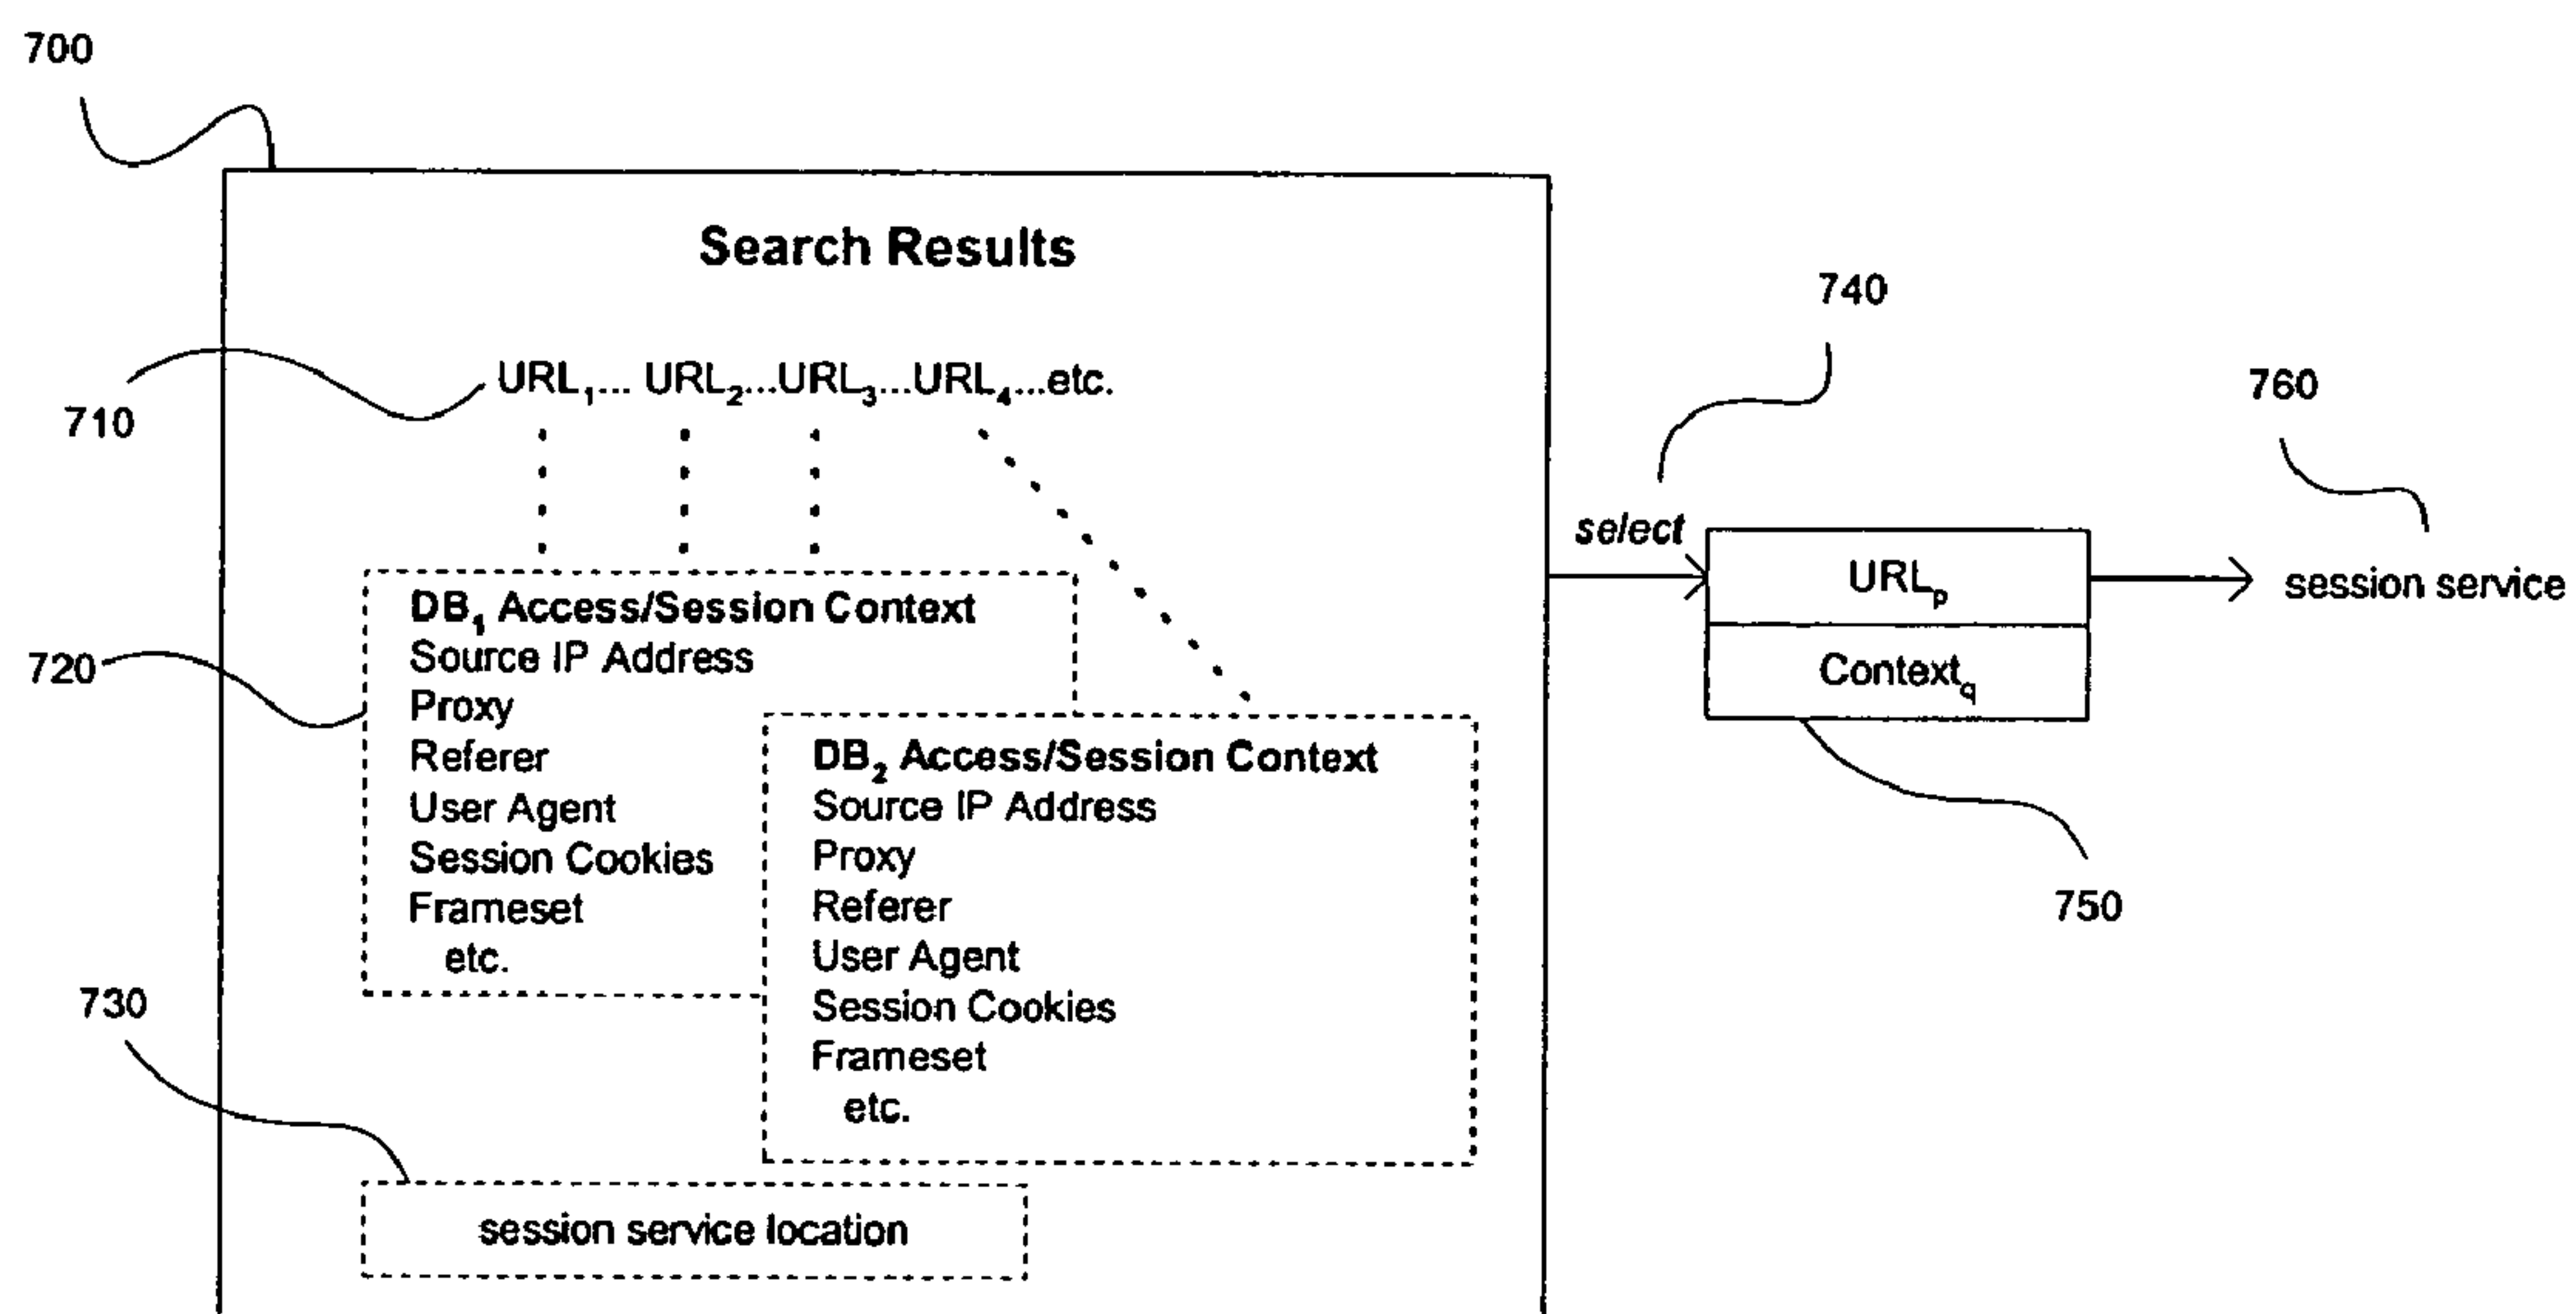 700
Search Results
740
760
710
URL₁... URL₂...URL₃...URL₄...etc.
select
URLₚ
session service
Context_q
750
720
DB₁ Access/Session Context
Source IP Address
Proxy
Referer
User Agent
Session Cookies
Frameset
etc.
DB₂ Access/Session Context
Source IP Address
Proxy
Referer
User Agent
Session Cookies
Frameset
etc.
730
session service location